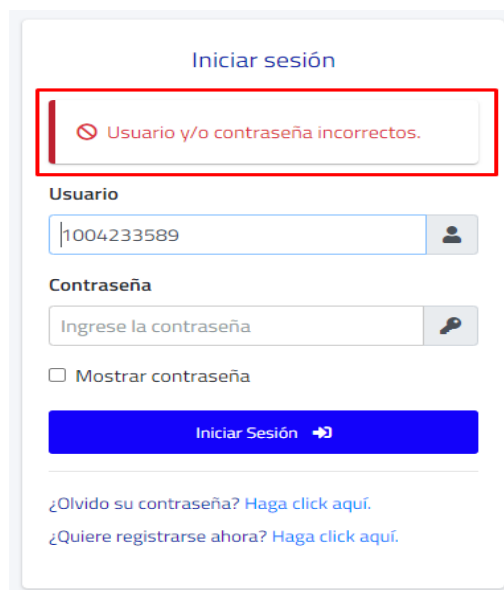 Iniciar sesión
Usuario y/o contraseña incorrectos.
Usuario
1004233589
Contraseña
Ingrese la contraseña
Mostrar contraseña
Iniciar Sesión
¿Olvido su contraseña? Haga click aquí.
¿Quiere registrarse ahora? Haga click aquí.